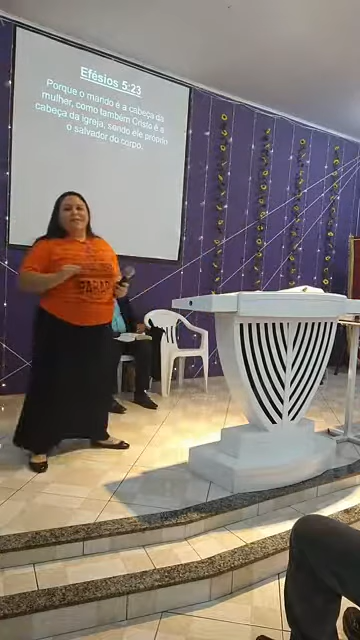 Efésios 5:23
Porque o marido é a cabeça da
mulher, como também Cristo é a
cabeça da igreja, sendo ele próprio
o salvador do corpo.